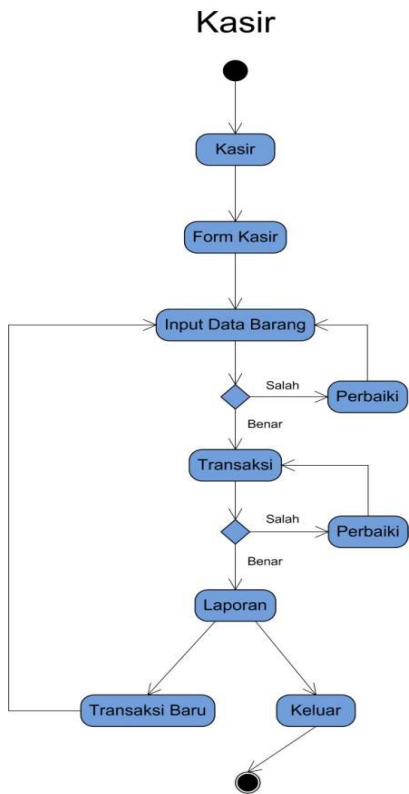 Kasir
Kasir
Form Kasir
Input Data Barang
Salah
Perbaiki
Benar
Transaksi
Salah
Perbaiki
Benar
Laporan
Transaksi Baru
Keluar